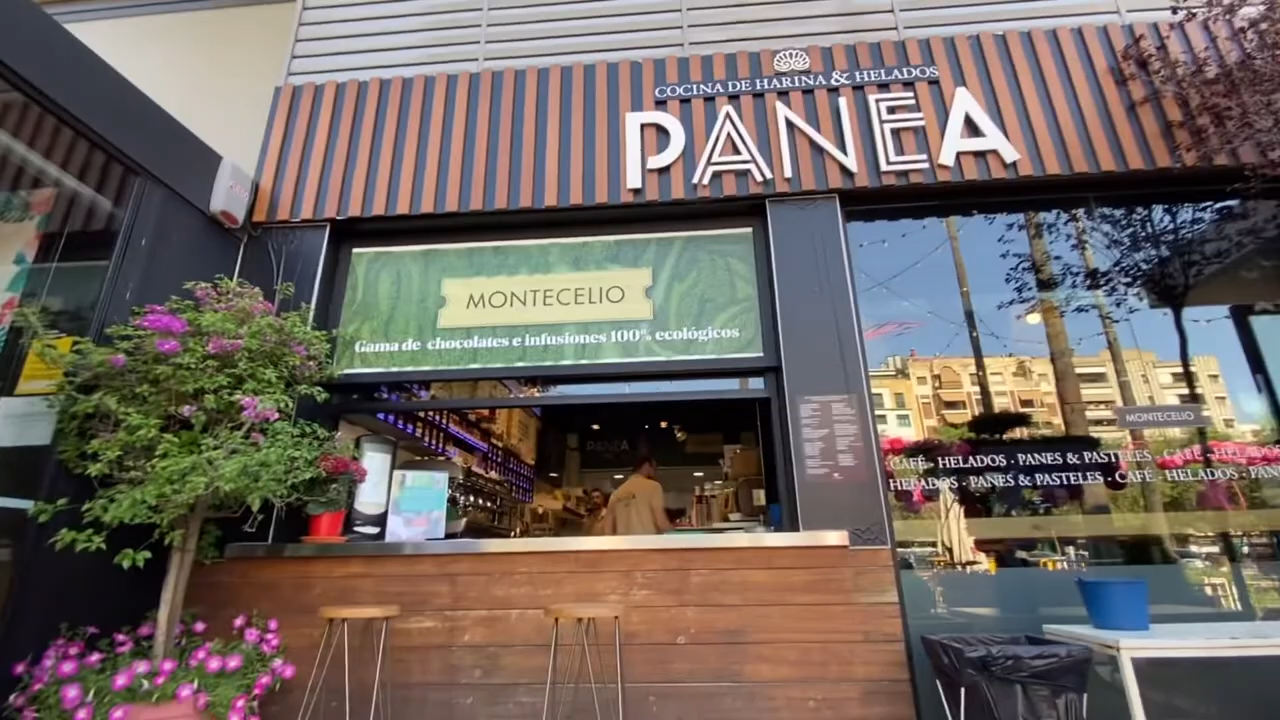 COCINA DE HARINA & HELADOS
PANEA
MONTECELIO
Gama de chocolates e infusiones 100% ecológicos
PANEA
MONTECELIO
CAFÉ · HELADOS · PANES & PASTELES · CAFÉ · HELADOS
HELADOS · PANES & PASTELES · CAFÉ · HELADOS · PAN